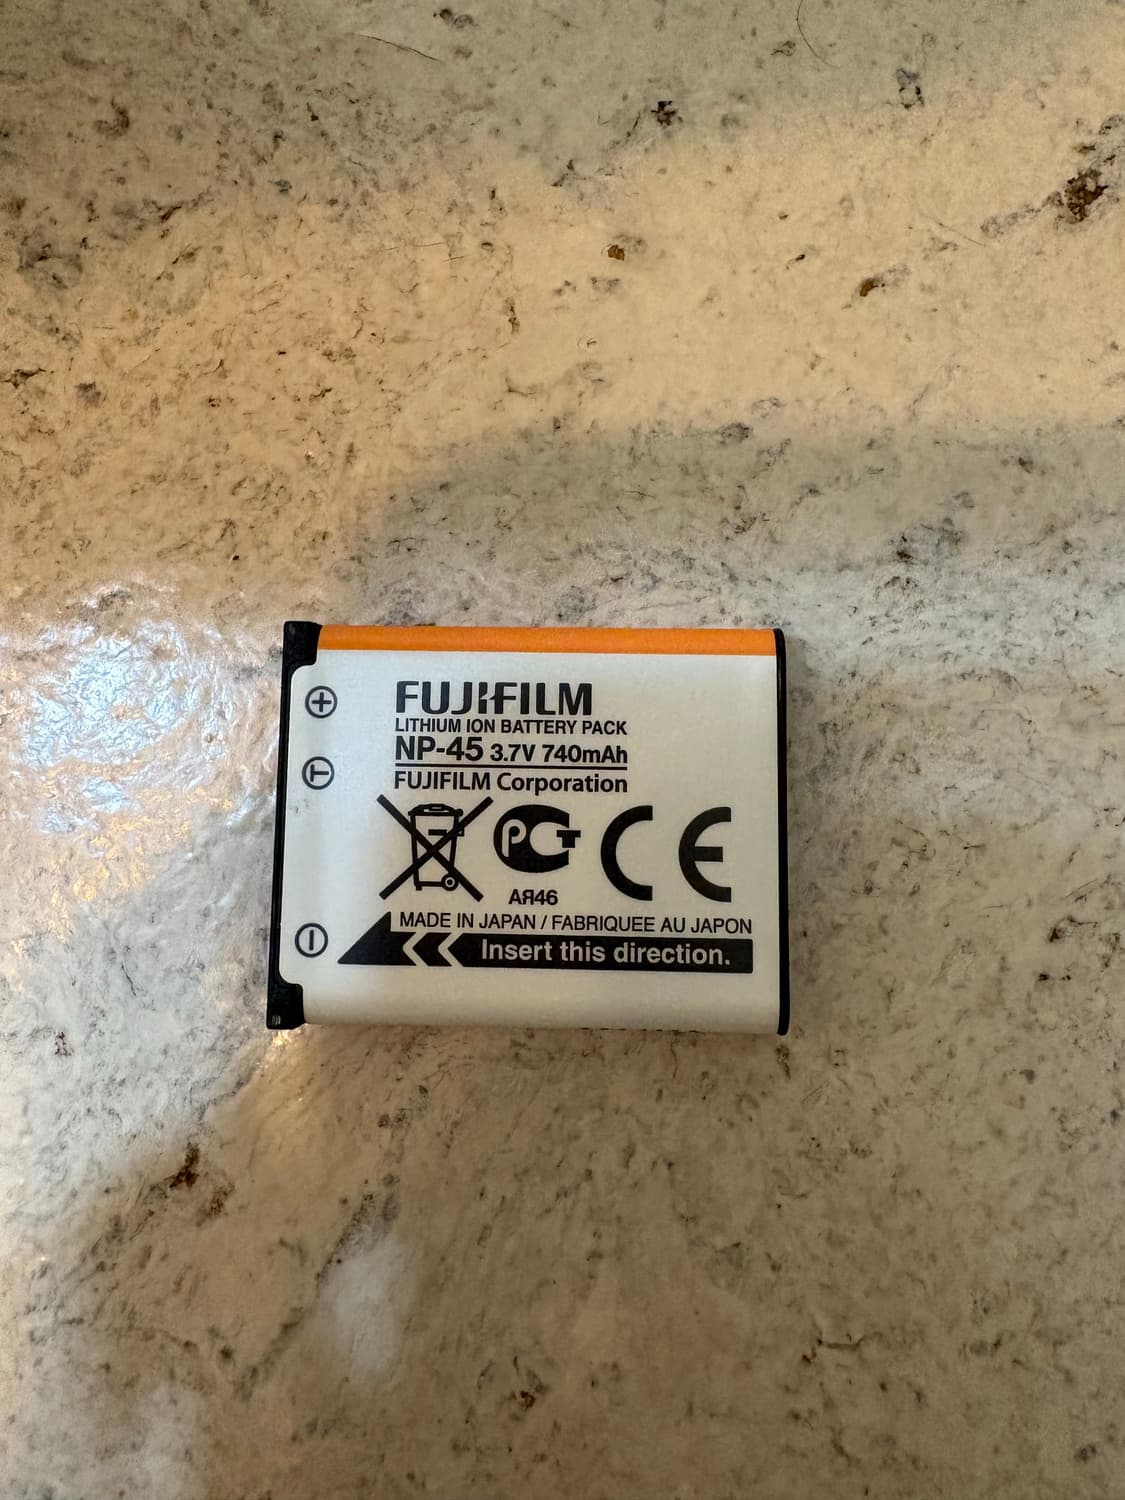 FUJIFILM
LITHIUM ION BATTERY PACK
NP-45 3.7V 740mAh
FUJIFILM Corporation
PCT CE
AЯ46
MADE IN JAPAN / FABRIQUEE AU JAPON
Insert this direction.
+
T
−